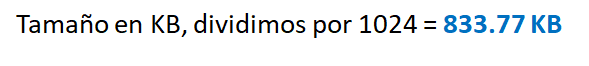 Tamaño en KB, dividimos por 1024 = 833.77 KB